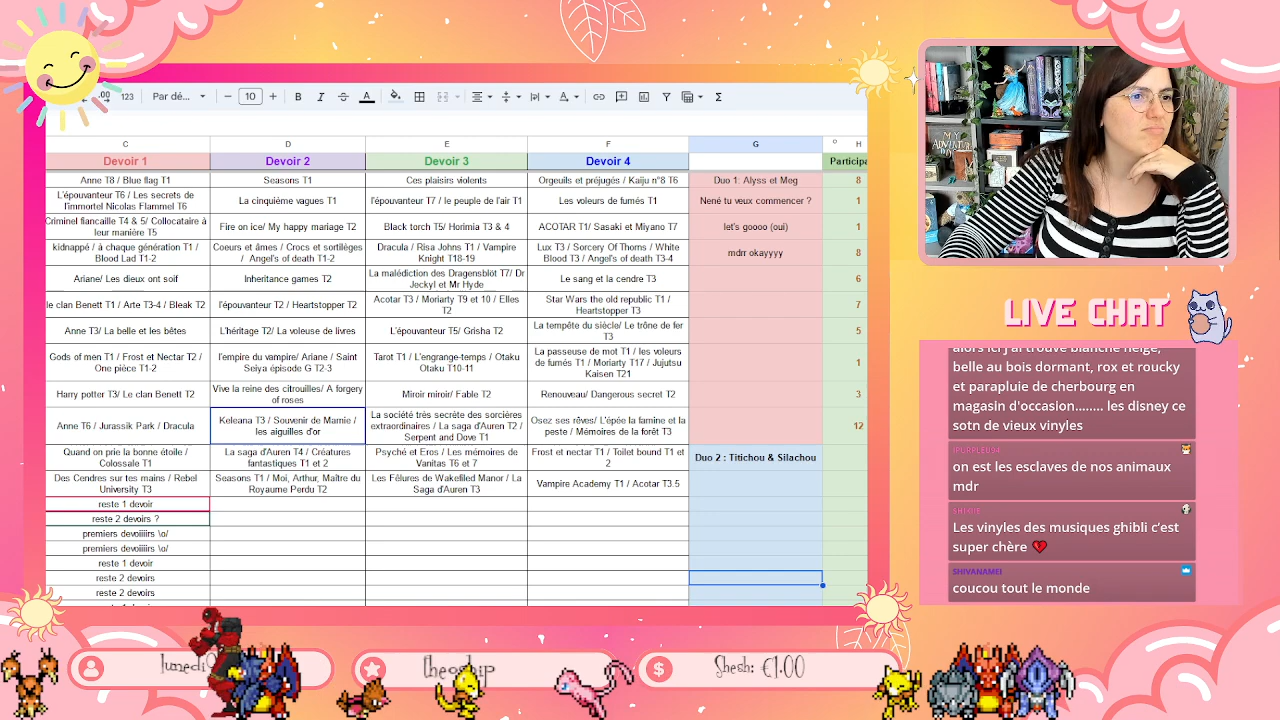 .00 123 Par dé... 10 B I A Σ
C D E F G H
Devoir 1 Devoir 2 Devoir 3 Devoir 4 Participa
Anne T8 / Blue flag T1
Seasons T1
Ces plaisirs violents
Orgeuils et préjugés / Kaiju n°8 T6
Duo 1: Alyss et Meg
8
L'épouvanteur T6 / Les secrets de
l'immortel Nicolas Flammel T6
La cinquième vagues T1
l'épouvanteur T7 / le peuple de l'air T1
Les voleurs de fumés T1
Nené tu veux commencer ?
1
Criminel fiancaille T4 & 5/ Collocataire à
leur manière T5
Fire on ice/ My happy mariage T2
Black torch T5/ Horimia T3 & 4
ACOTAR T1/ Sasaki et Miyano T7
let's goooo (oui)
1
kidnappé / à chaque génération T1 /
Blood Lad T1-2
Coeurs et âmes / Crocs et sortilèges
/ Angel's of death T1-2
Dracula / Risa Johns T1 / Vampire
Knight T18-19
Lux T3 / Sorcery Of Thorns / White
Blood T3 / Angel's of death T3-4
mdrr okayyyy
8
Ariane/ Les dieux ont soif
Inheritance games T2
La malédiction des Dragensblöt T7/ Dr
Jeckyl et Mr Hyde
Le sang et la cendre T3
6
le clan Benett T1 / Arte T3-4 / Bleak T2
l'épouvanteur T2 / Heartstopper T2
Acotar T3 / Moriarty T9 et 10 / Elles
T2
Star Wars the old republic T1 /
Heartstopper T3
7
Anne T3/ La belle et les bêtes
L'héritage T2/ La voleuse de livres
L'épouvanteur T5/ Grisha T2
La tempête du siècle/ Le trône de fer
T3
5
Gods of men T1 / Frost et Nectar T2 /
One pièce T1-2
l'empire du vampire/ Ariane / Saint
Seiya épisode G T2-3
Tarot T1 / L'engrange-temps / Otaku
Otaku T10-11
La passeuse de mot T1 / les voleurs
de fumés T1 / Moriarty T17 / Jujutsu
Kaisen T21
1
Harry potter T3/ Le clan Benett T2
Vive la reine des citrouilles/ A forgery
of roses
Miroir miroir/ Fable T2
Renouveau/ Dangerous secret T2
3
Anne T6 / Jurassik Park / Dracula
Keleana T3 / Souvenir de Marnie /
les aiguilles d'or
La société très secrète des sorcières
extraordinaires / La saga d'Auren T2 /
Serpent and Dove T1
Osez ses rêves/ L'épée la famine et la
peste / Mémoires de la forêt T3
12
Quand on prie la bonne étoile /
Colossale T1
La saga d'Auren T4 / Créatures
fantastiques T1 et 2
Psyché et Eros / Les mémoires de
Vanitas T6 et 7
Frost et nectar T1 / Toilet bound T1 et
2
Duo 2 : Titichou & Silachou
Des Cendres sur tes mains / Rebel
University T3
Seasons T1 / Moi, Arthur, Maître du
Royaume Perdu T2
Les Fêlures de Wakefiled Manor / La
Saga d'Auren T3
Vampire Academy T1 / Acotar T3.5
reste 1 devoir
reste 2 devoirs ?
premiers devoiiiirs \o/
premiers devoiiiirs \o/
reste 1 devoir
reste 2 devoirs
reste 2 devoirs
MY
LIVE CHAT
alors ici j'ai trouvé blanche neige,
belle au bois dormant, rox et roucky
et parapluie de cherbourg en
magasin d'occasion........ les disney ce
sotn de vieux vinyles
on est les esclaves de nos animaux
mdr
Les vinyles des musiques ghibli c'est
super chère
SHIVANAMEI
coucou tout le monde
Shesh: €1.00